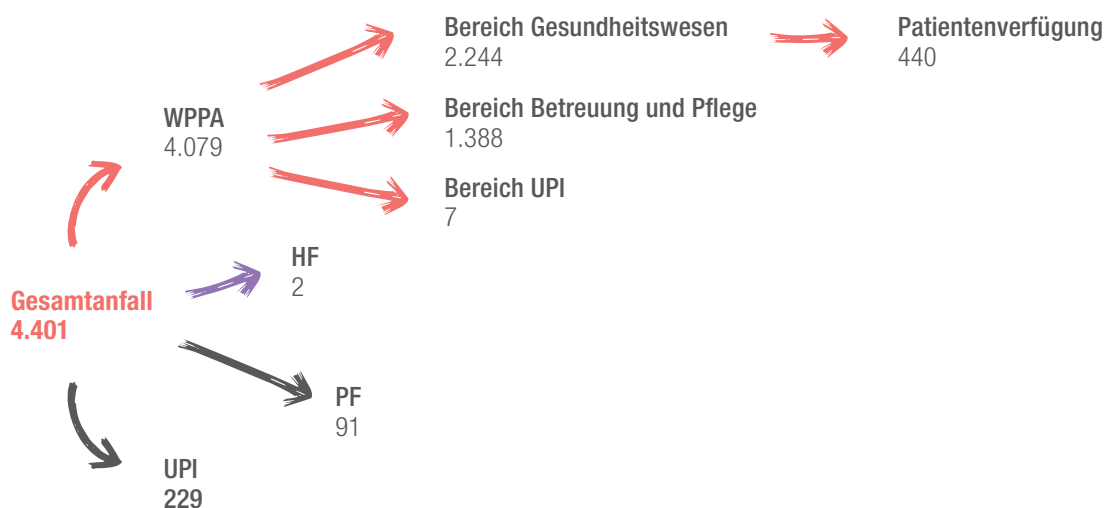 Bereich Gesundheitswesen
2.244
Patientenverfügung
440
WPPA
4.079
Bereich Betreuung und Pflege
1.388
Bereich UPI
7
HF
2
Gesamtanfall
4.401
PF
91
UPI
229